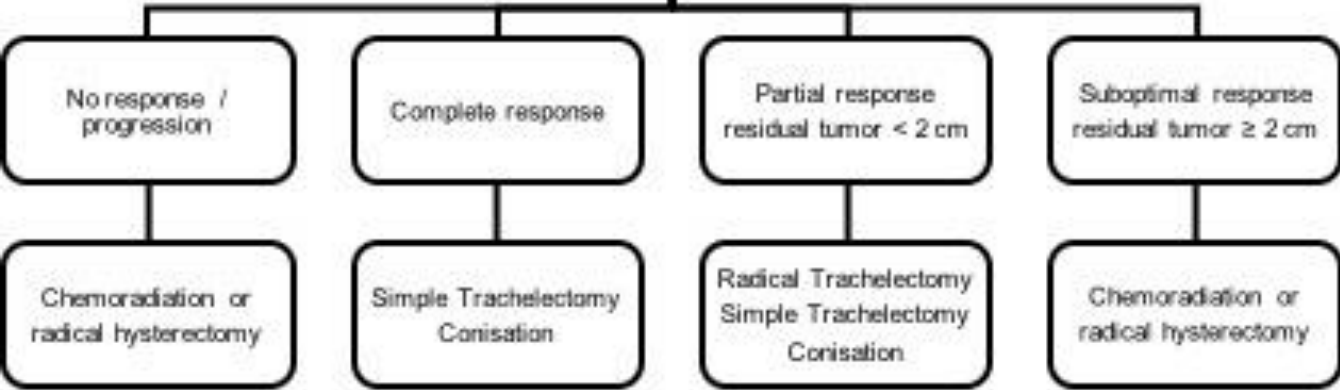 No response /
progression
Complete response
Partial response
residual tumor < 2 cm
Suboptimal response
residual tumor ≥ 2 cm
Chemoradiation or
radical hysterectomy
Simple Trachelectomy
Conisation
Radical Trachelectomy
Simple Trachelectomy
Conisation
Chemoradiation or
radical hysterectomy